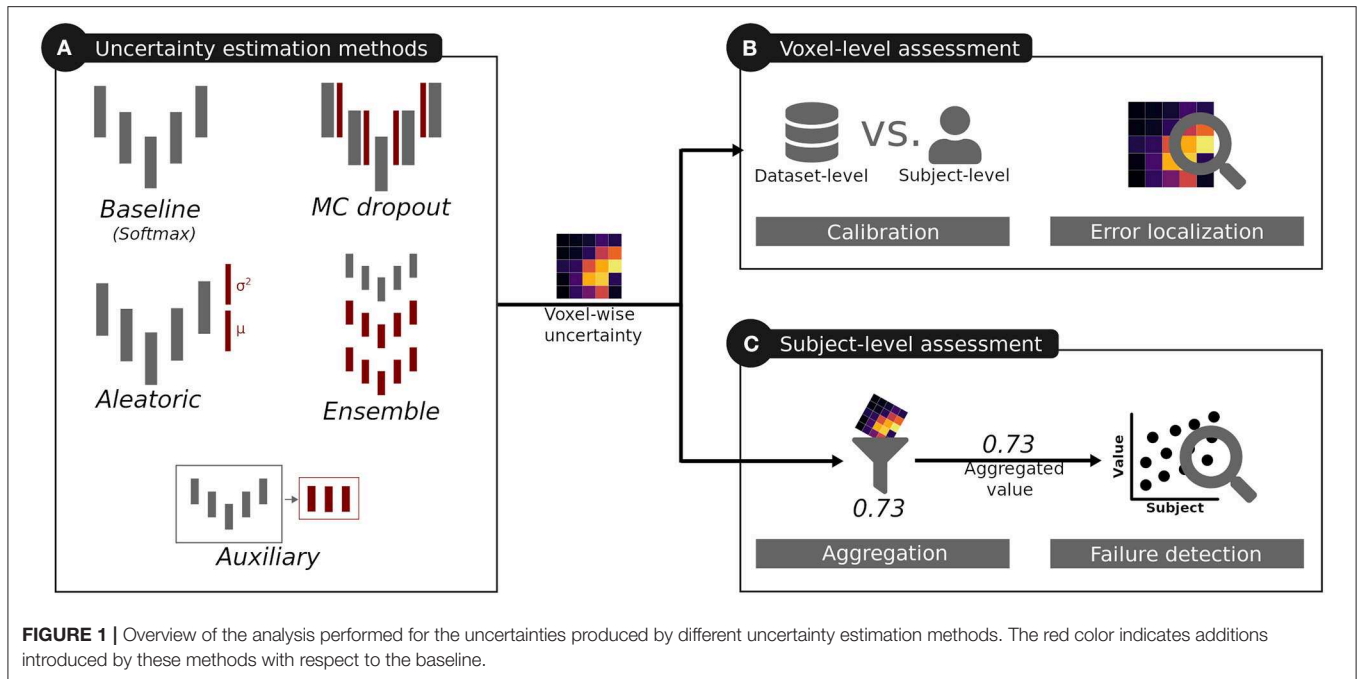 A Uncertainty estimation methods
Baseline
(Softmax)
MC dropout
σ²
μ
Aleatoric
Ensemble
Auxiliary
Voxel-wise
uncertainty
B Voxel-level assessment
vs.
Dataset-level
Subject-level
Calibration
Error localization
C Subject-level assessment
0.73
0.73
Aggregated
value
Value
Subject
Aggregation
Failure detection
FIGURE 1 | Overview of the analysis performed for the uncertainties produced by different uncertainty estimation methods. The red color indicates additions
introduced by these methods with respect to the baseline.